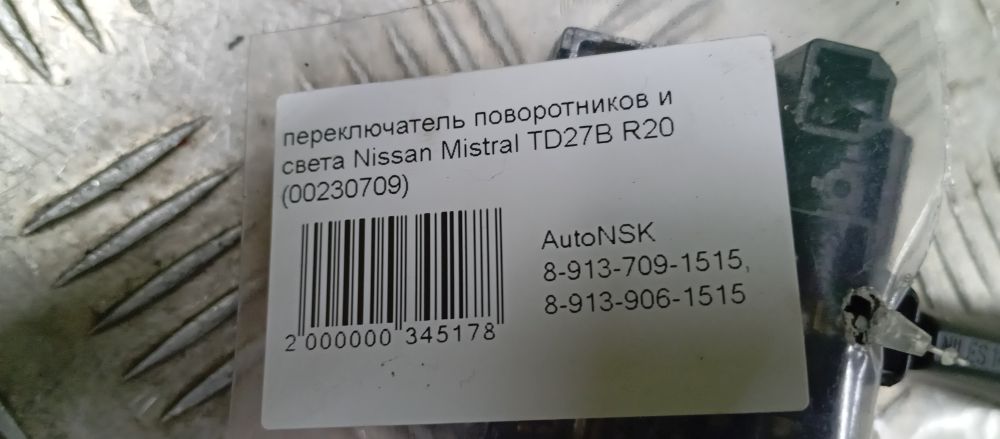 переключатель поворотников и
света Nissan Mistral TD27B R20
(00230709)
AutoNSK
8-913-709-1515,
8-913-906-1515
2 000000 345178
NILES